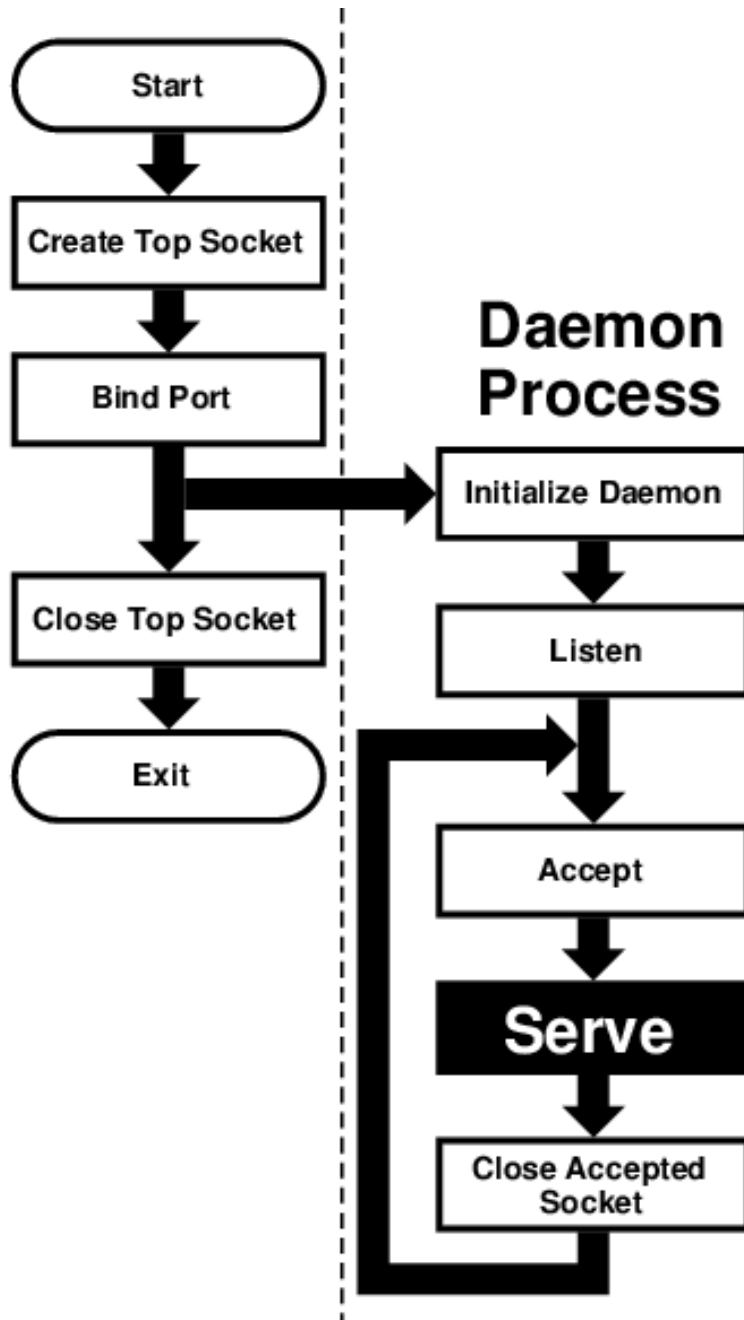 Start
Create Top Socket
Bind Port
Close Top Socket
Exit
Daemon
Process
Initialize Daemon
Listen
Accept
Serve
Close Accepted
Socket